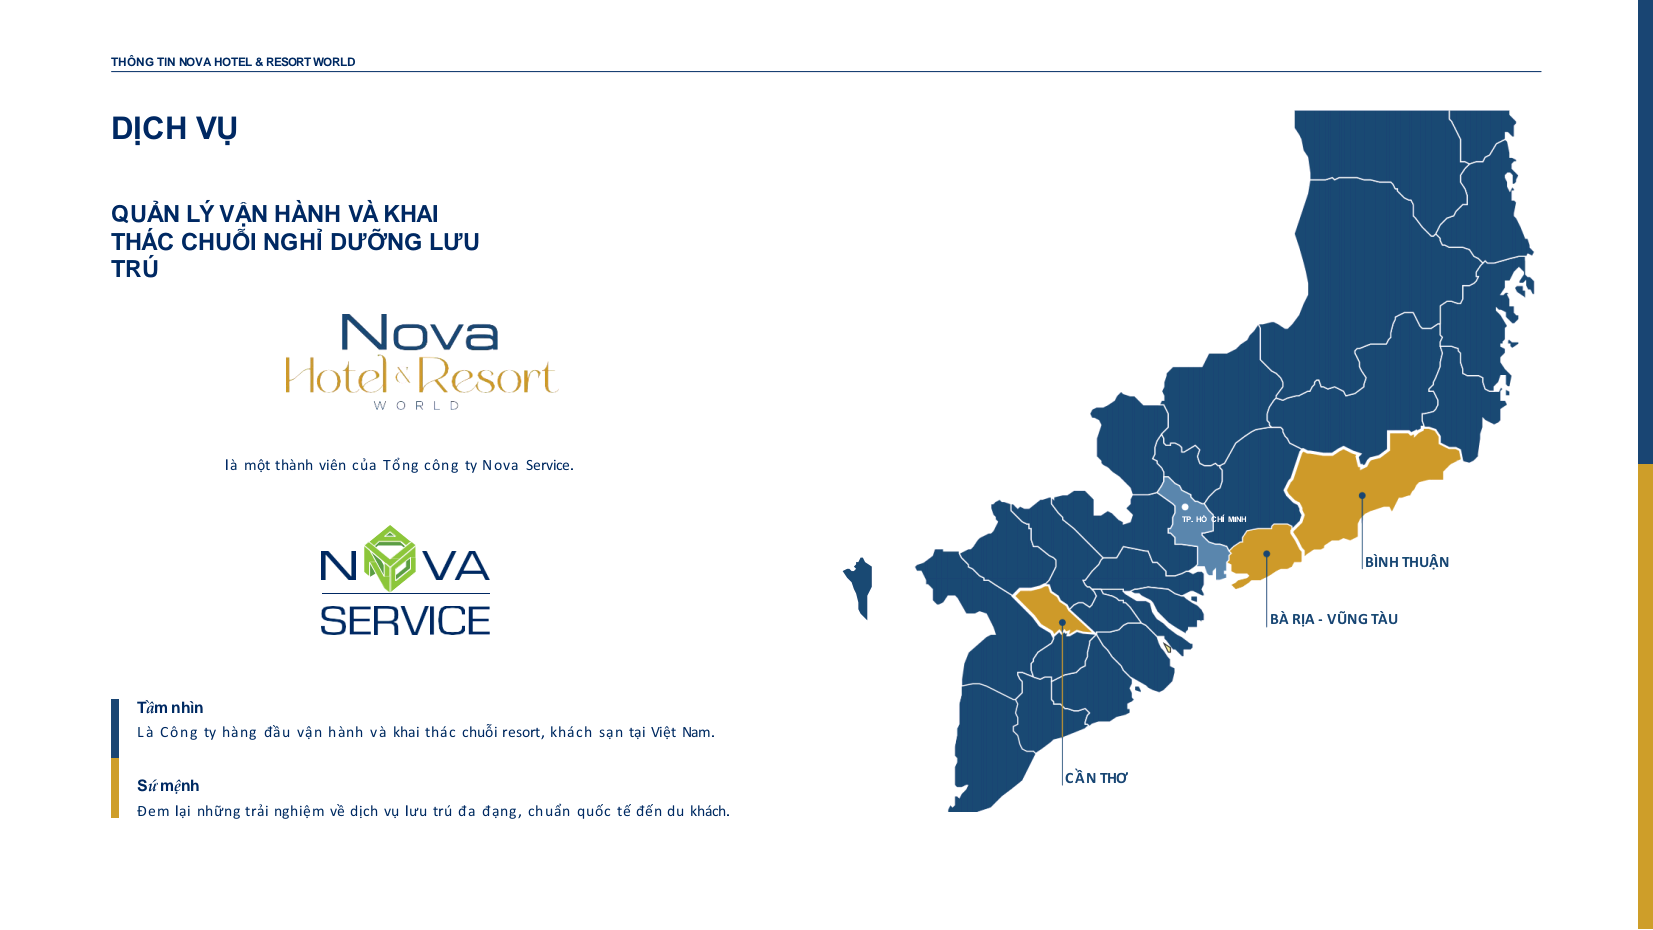 THÔNG TIN NOVA HOTEL & RESORT WORLD
DỊCH VỤ
QUẢN LÝ VẬN HÀNH VÀ KHAI
THÁC CHUỖI NGHỈ DƯỠNG LƯU
TRÚ
Nova
Hotel & Resort
WORLD
là một thành viên của Tổng công ty Nova Service.
NOVA
SERVICE
Tầm nhìn
Là Công ty hàng đầu vận hành và khai thác chuỗi resort, khách sạn tại Việt Nam.
Sứ mệnh
Đem lại những trải nghiệm về dịch vụ lưu trú đa đạng, chuẩn quốc tế đến du khách.
TP. HỒ CHÍ MINH
BÌNH THUẬN
BÀ RỊA - VŨNG TÀU
CẦN THƠ